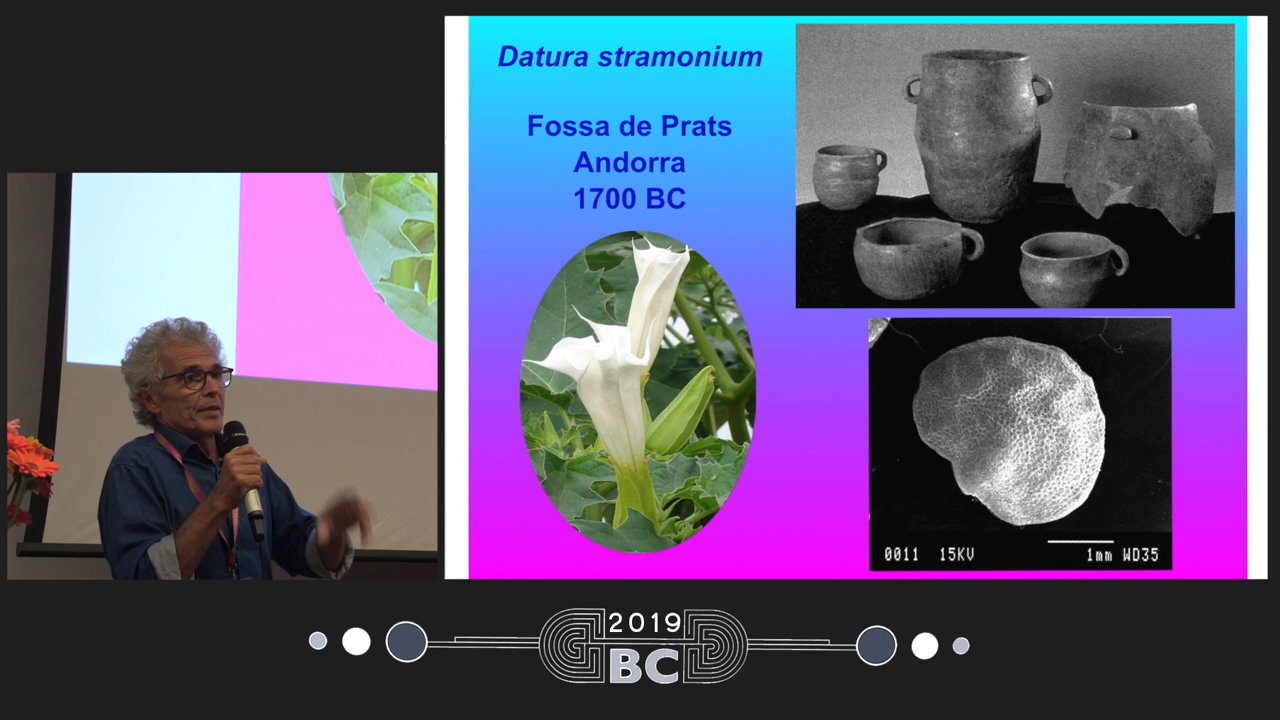 Datura stramonium
Fossa de Prats
Andorra
1700 BC
0011 15KV 1mm WD35
2019
BC